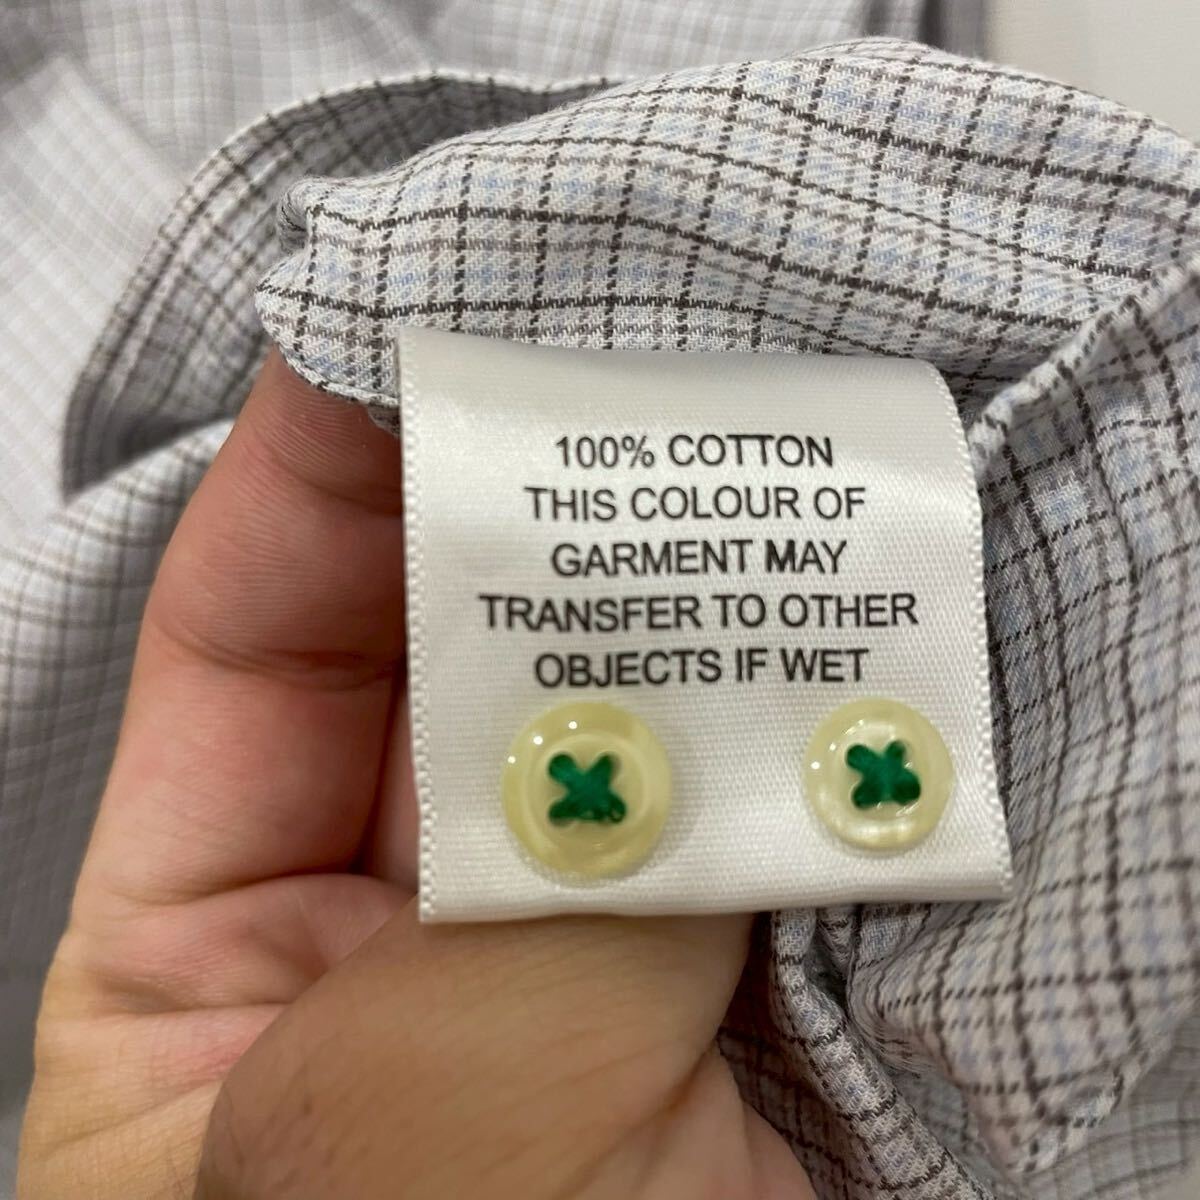 100% COTTON
THIS COLOUR OF
GARMENT MAY
TRANSFER TO OTHER
OBJECTS IF WET